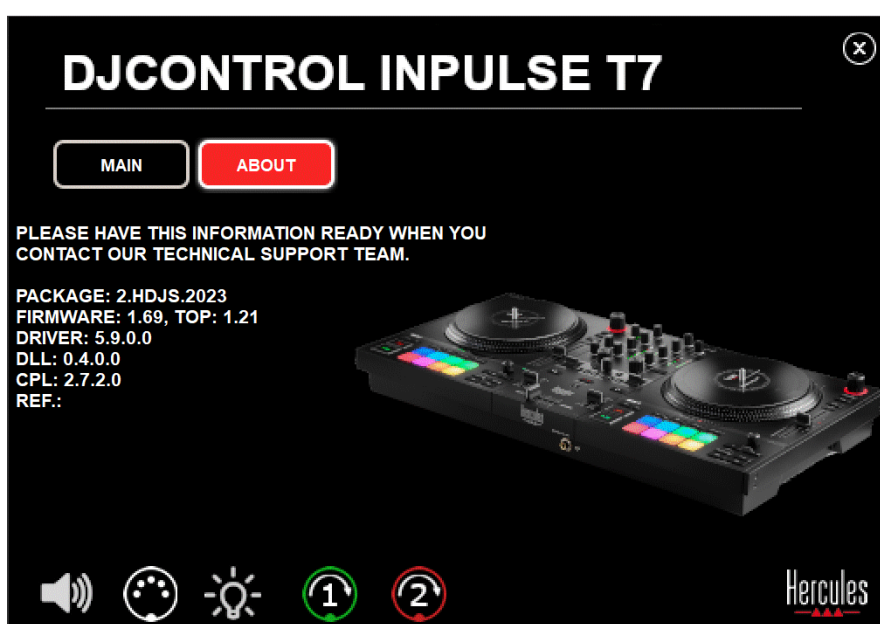 DJCONTROL INPULSE T7
MAIN
ABOUT
PLEASE HAVE THIS INFORMATION READY WHEN YOU
CONTACT OUR TECHNICAL SUPPORT TEAM.
PACKAGE: 2.HDJS.2023
FIRMWARE: 1.69, TOP: 1.21
DRIVER: 5.9.0.0
DLL: 0.4.0.0
CPL: 2.7.2.0
REF.:
1
2
Hercules